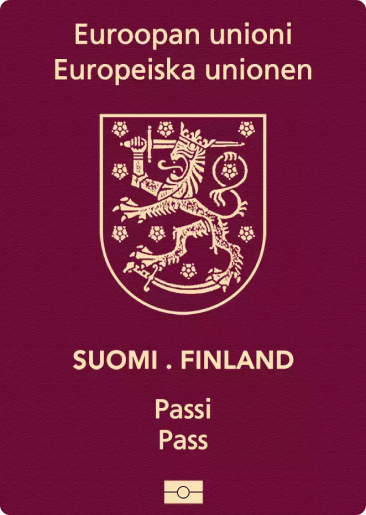 Euroopan unioni
Europeiska unionen
SUOMI . FINLAND
Passi
Pass